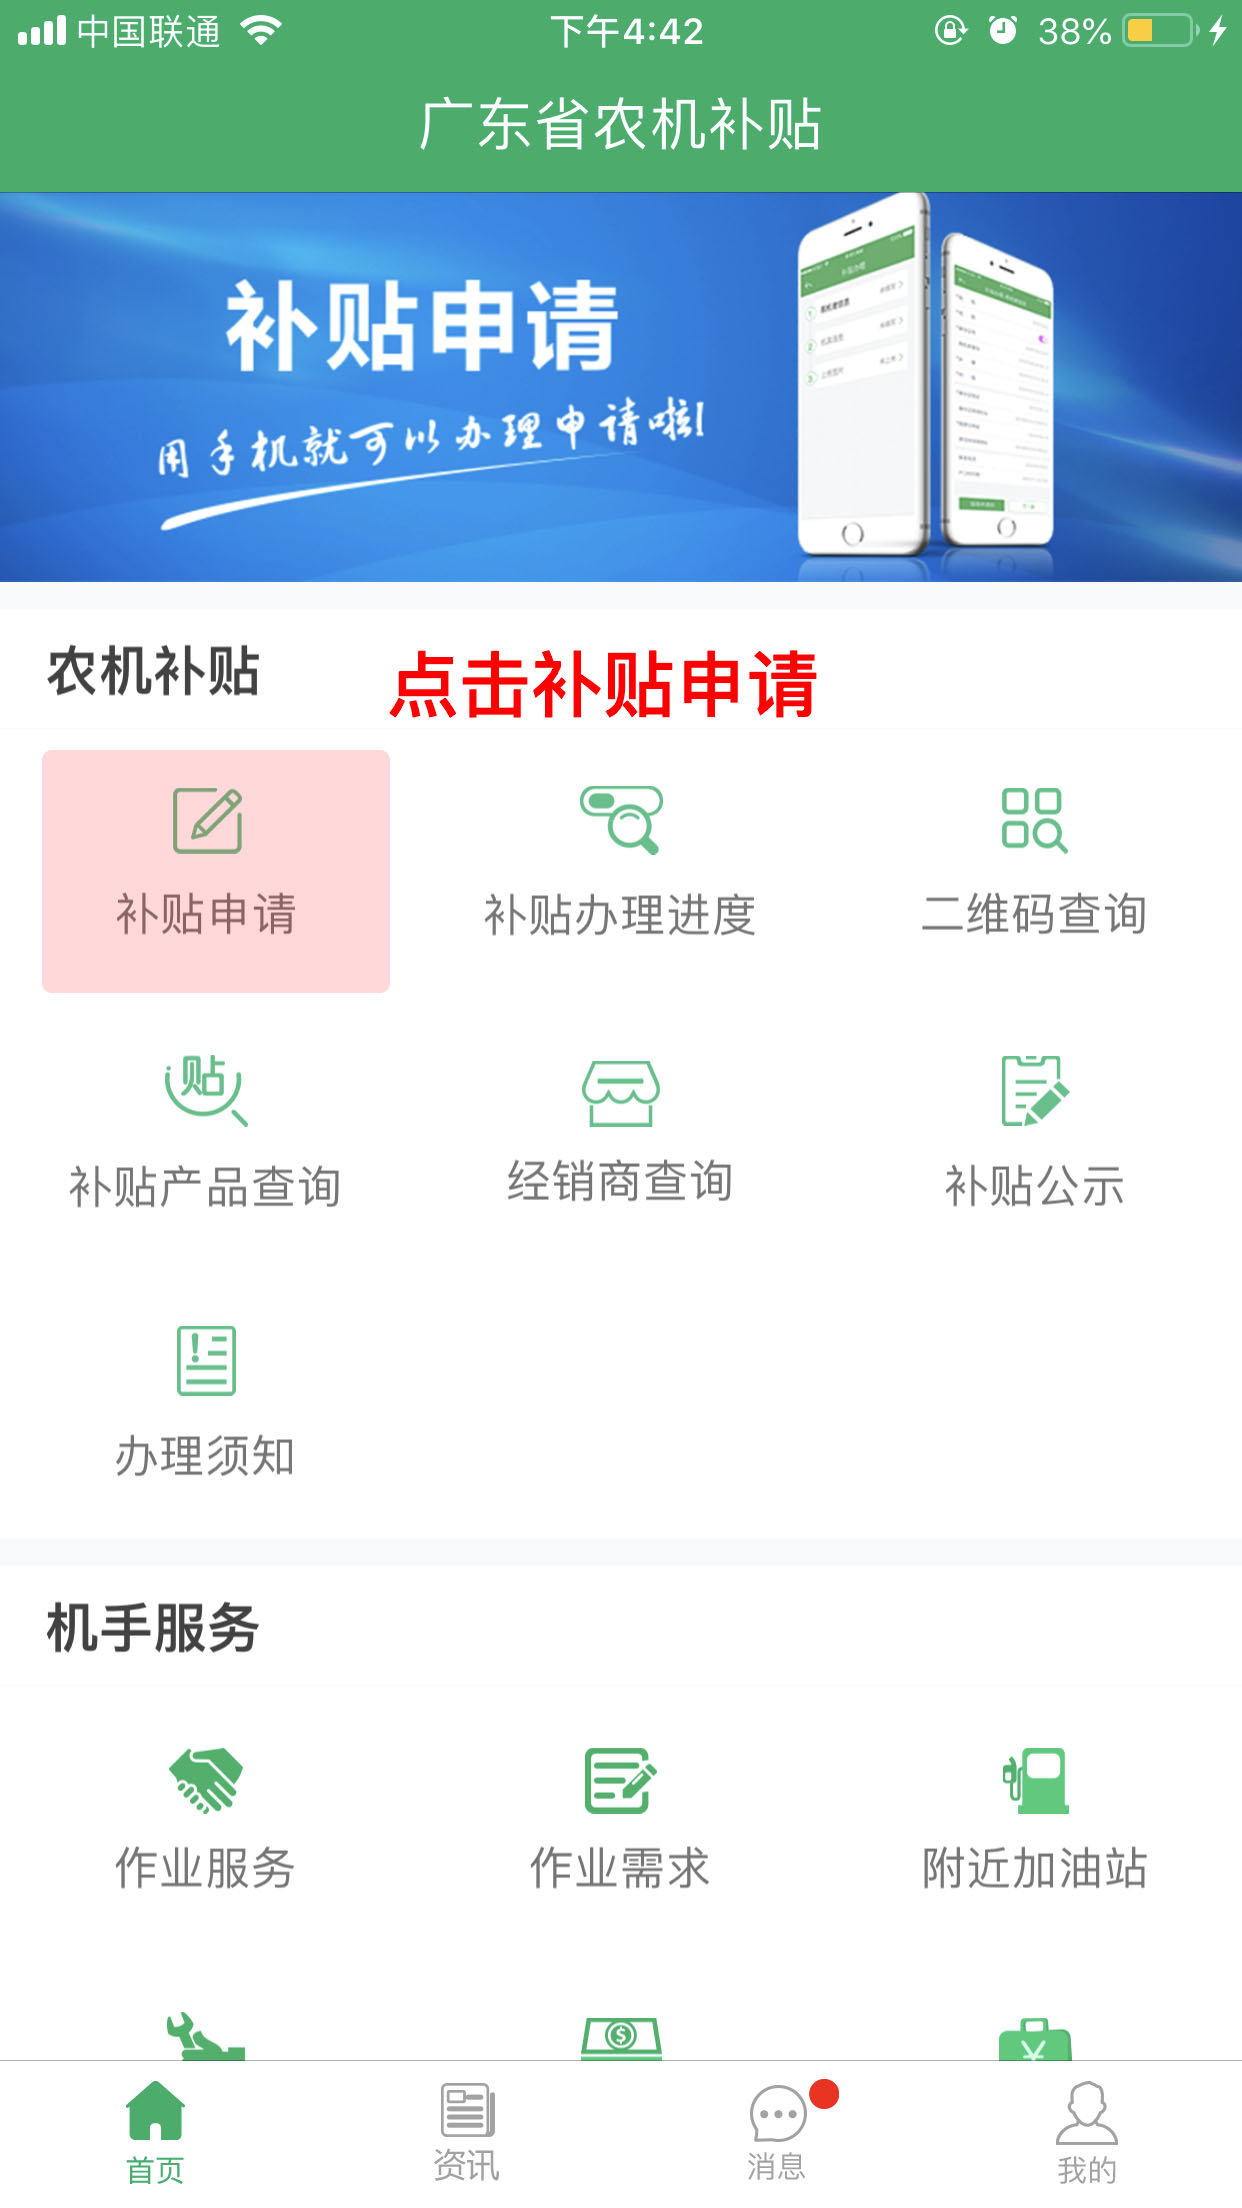 中国联通 下午4:42 38%
广东省农机补贴
补贴申请
用手机就可以办理申请啦!
农机补贴
点击补贴申请
补贴申请 补贴办理进度 二维码查询
贴
补贴产品查询 经销商查询 补贴公示
办理须知
机手服务
作业服务 作业需求 附近加油站
首页 资讯 消息 我的